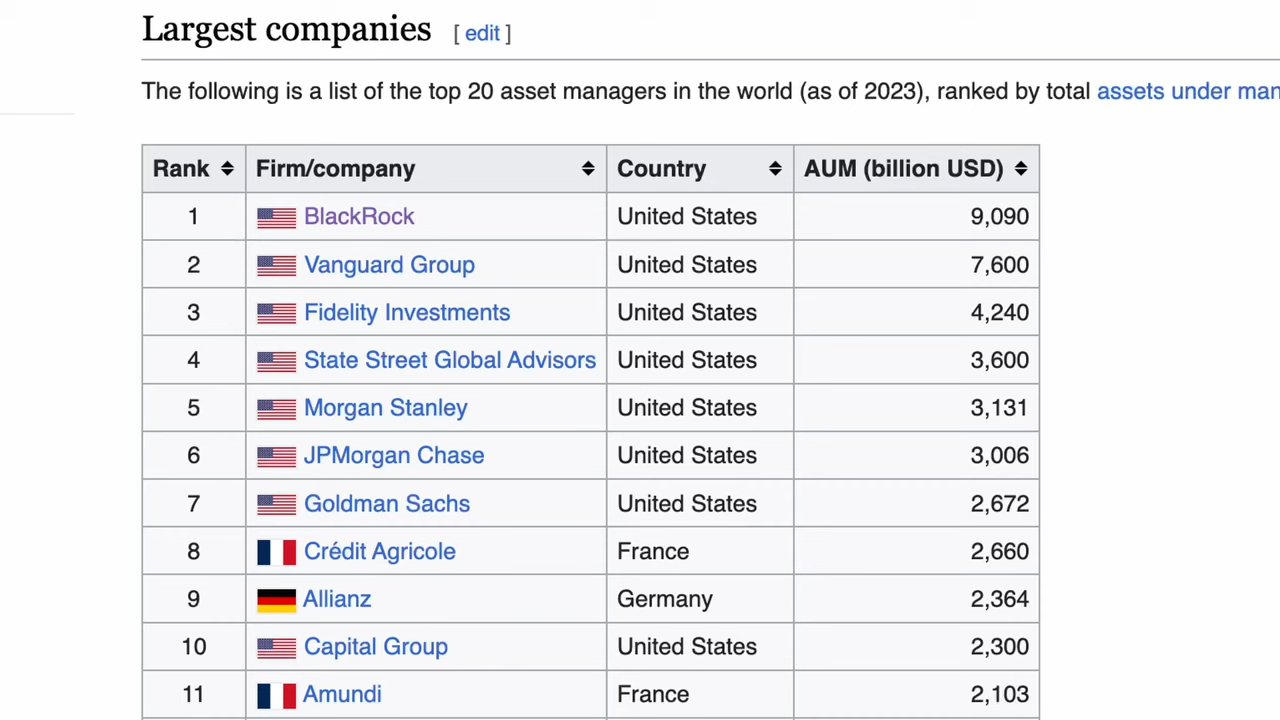 Largest companies [ edit ]
The following is a list of the top 20 asset managers in the world (as of 2023), ranked by total assets under
Rank Firm/company Country AUM (billion USD)
1 BlackRock United States 9,090
2 Vanguard Group United States 7,600
3 Fidelity Investments United States 4,240
4 State Street Global Advisors United States 3,600
5 Morgan Stanley United States 3,131
6 JPMorgan Chase United States 3,006
7 Goldman Sachs United States 2,672
8 Crédit Agricole France 2,660
9 Allianz Germany 2,364
10 Capital Group United States 2,300
11 Amundi France 2,103